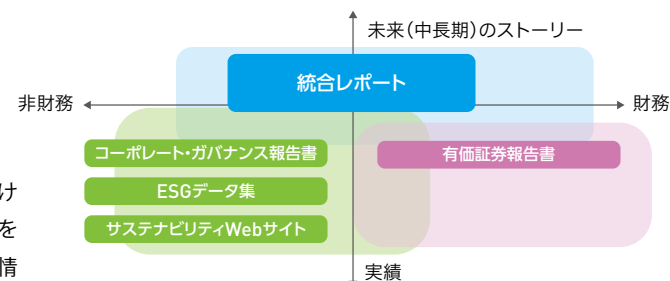 未来（中長期）のストーリー
統合レポート
非財務
財務
コーポレート・ガバナンス報告書
有価証券報告書
ESGデータ集
サステナビリティWebサイト
実績
け
を
情